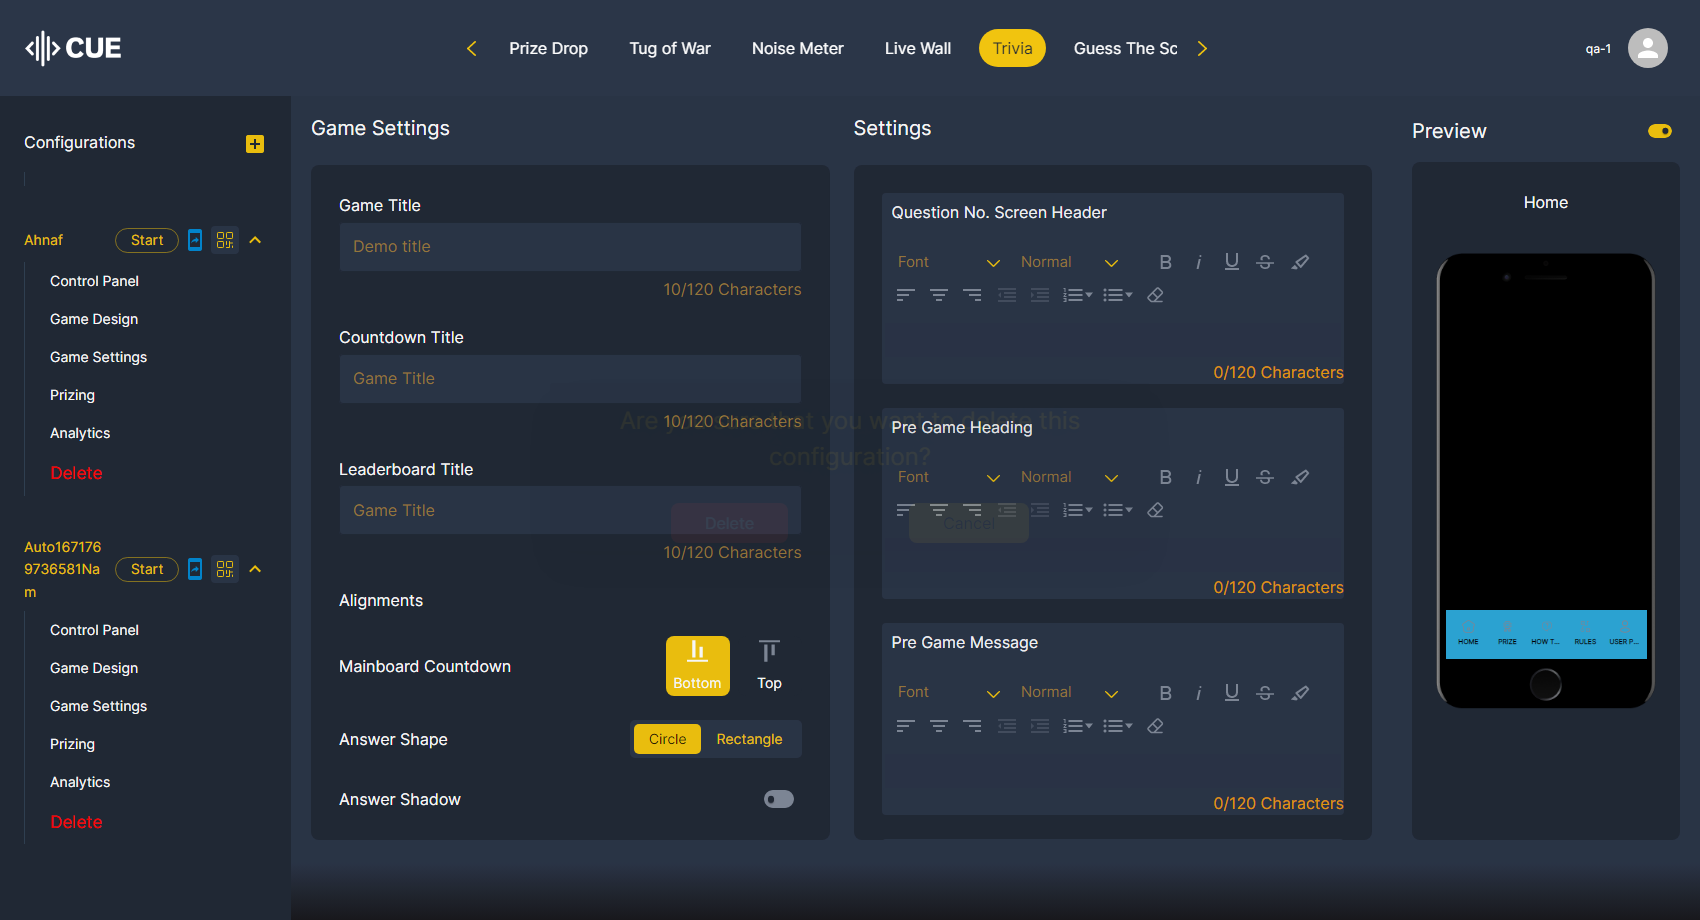 CUE
Prize Drop
Tug of War
Noise Meter
Live Wall
Trivia
Guess The Sc
qa-1
Configurations
Ahnaf
Start
Control Panel
Game Design
Game Settings
Prizing
Analytics
Delete
Auto167176
9736581Na
m
Start
Control Panel
Game Design
Game Settings
Prizing
Analytics
Delete
Game Settings
Game Title
Demo title
10/120 Characters
Countdown Title
Game Title
10/120 Characters
Leaderboard Title
Game Title
10/120 Characters
Alignments
Mainboard Countdown
Bottom
Top
Answer Shape
Circle
Rectangle
Answer Shadow
Are you sure that you want to delete this
configuration?
Delete
Cancel
Settings
Question No. Screen Header
Font
Normal
0/120 Characters
Pre Game Heading
Font
Normal
0/120 Characters
Pre Game Message
Font
Normal
0/120 Characters
Preview
Home
HOME
PRIZE
HOW T...
RULES
USER P...